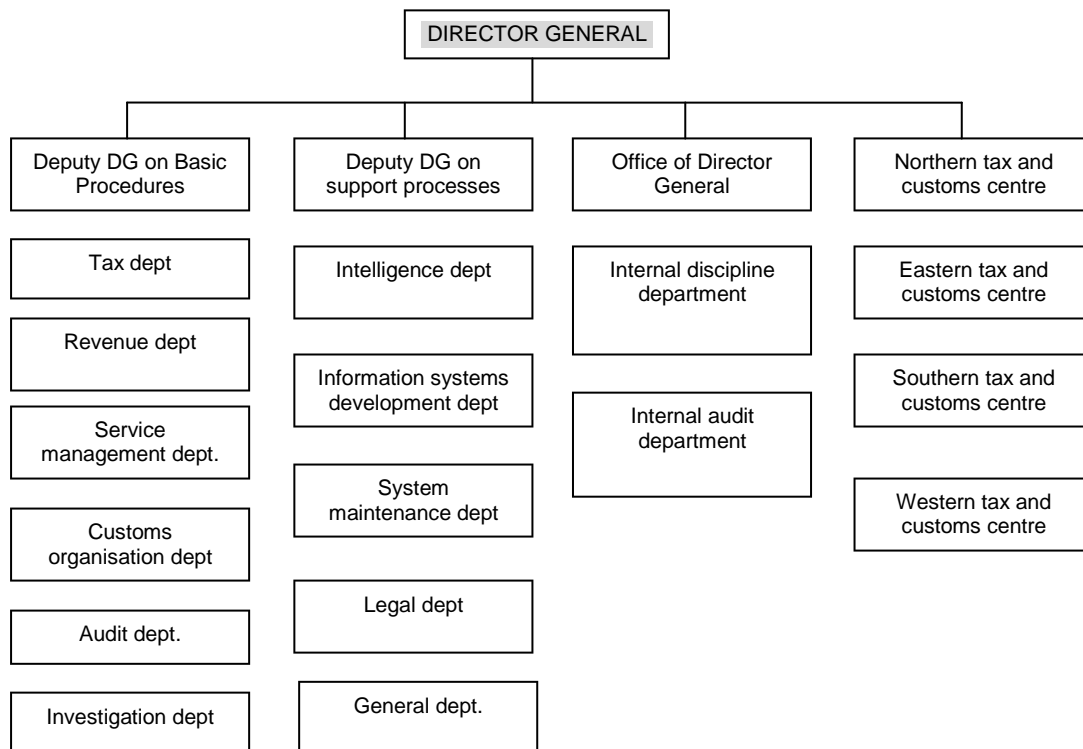 DIRECTOR GENERAL
Deputy DG on Basic
Procedures
Tax dept
Revenue dept
Service
management dept.
Customs
organisation dept
Audit dept.
Investigation dept
Deputy DG on
support processes
Intelligence dept
Information systems
development dept
System
maintenance dept
Legal dept
General dept.
Office of Director
General
Internal discipline
department
Internal audit
department
Northern tax and
customs centre
Eastern tax and
customs centre
Southern tax and
customs centre
Western tax and
customs centre